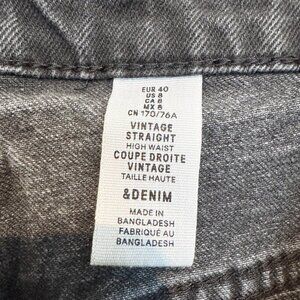 EUR 40
US 8
CA 8
MX 8
CN 170/76A
VINTAGE
STRAIGHT
HIGH WAIST
COUPE DROITE
VINTAGE
TAILLE HAUTE
&DENIM
MADE IN
BANGLADESH
FABRIQUÉ AU
BANGLADESH